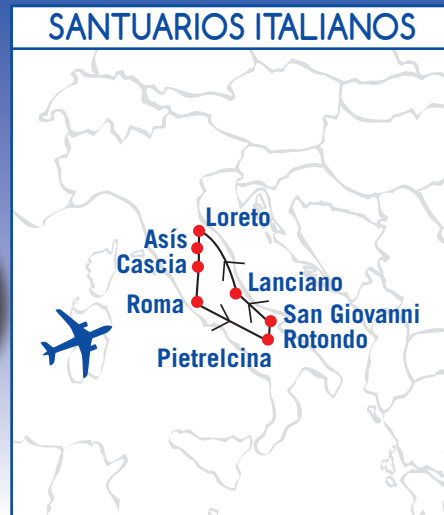 SANTUARIOS ITALIANOS
Loreto
Asís
Cascia
Lanciano
Roma
San Giovanni
Rotondo
Pietrelcina